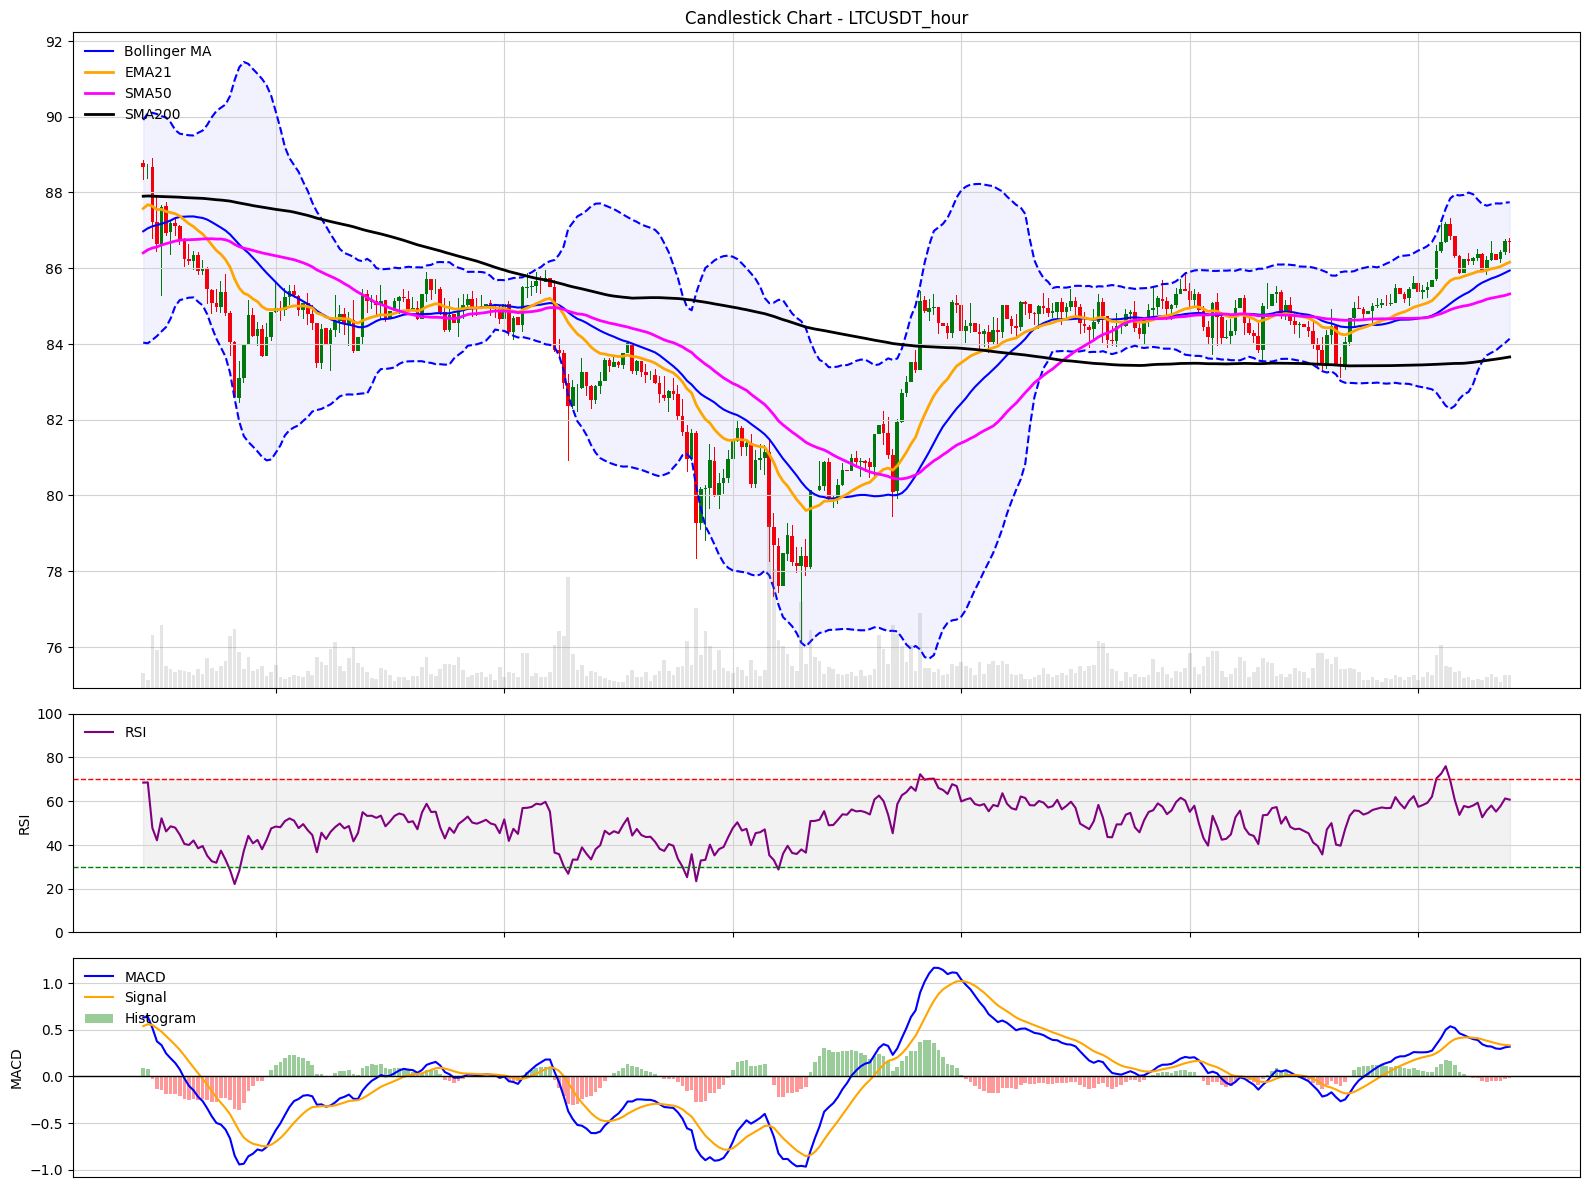 Candlestick Chart - LTCUSDT_hour
92
90
88
86
84
82
80
78
76
Bollinger MA
EMA21
SMA50
SMA200
100
80
60
40
20
0
RSI
RSI
1.0
0.5
0.0
−0.5
−1.0
MACD
MACD
Signal
Histogram